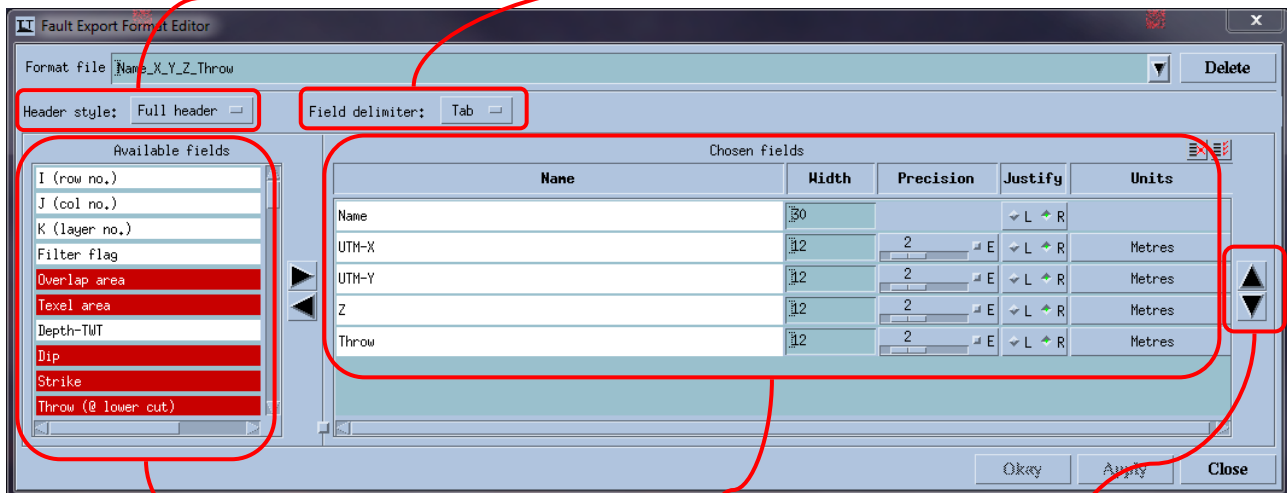 Fault Export Format Editor
X
Format file Name_X_Y_Z_Throw Delete
Header style: Full header Field delimiter: Tab
Available fields
I (row no.)
J (col no.)
K (layer no.)
Filter flag
Overlap area
Texel area
Depth-TWT
Dip
Strike
Throw (@ lower cut)
Chosen fields
Name Width Precision Justify Units
Name 30 L R
UTM-X 12 2 E L R Metres
UTM-Y 12 2 E L R Metres
Z 12 2 E L R Metres
Throw 12 2 E L R Metres
Okay Apply Close